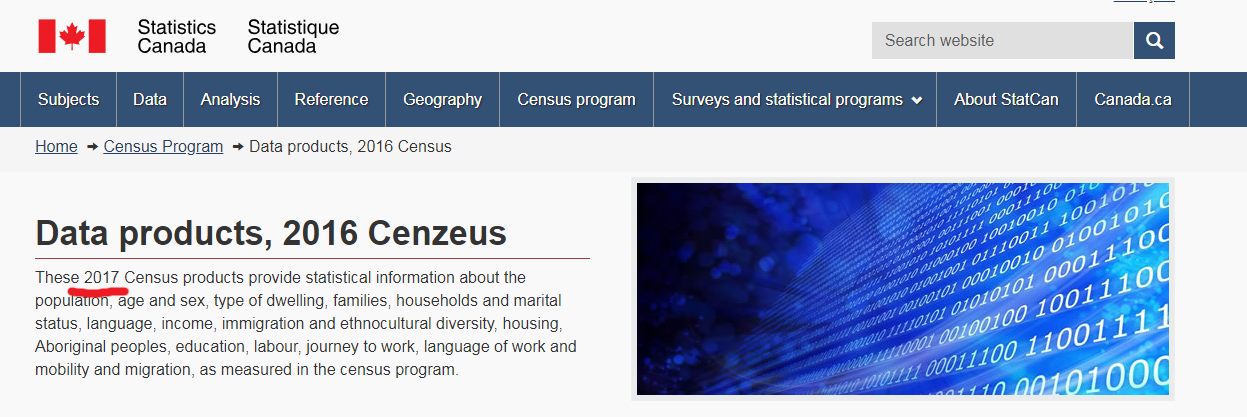 Statistics Statistique
Canada Canada
Search website
Subjects Data Analysis Reference Geography Census program Surveys and statistical programs About StatCan Canada.ca
Home Census Program Data products, 2016 Census
Data products, 2016 Cenzeus
These 2017 Census products provide statistical information about the
population, age and sex, type of dwelling, families, households and marital
status, language, income, immigration and ethnocultural diversity, housing,
Aboriginal peoples, education, labour, journey to work, language of work and
mobility and migration, as measured in the census program.